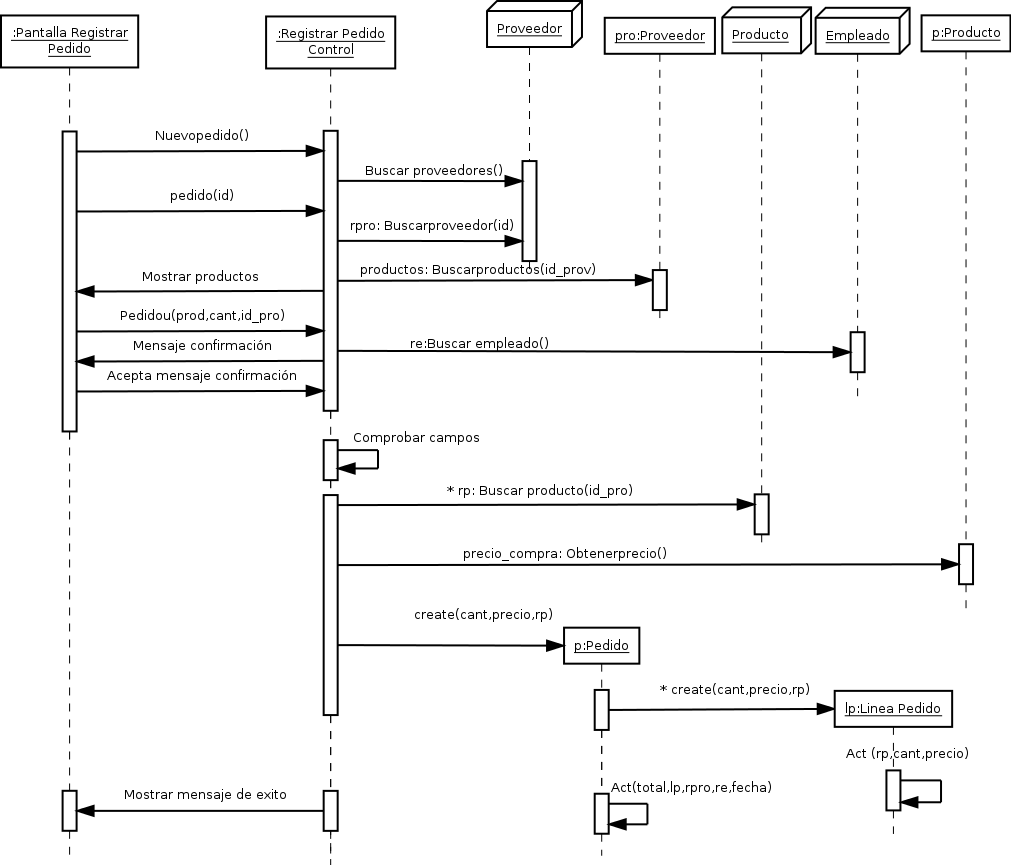 :Pantalla Registrar
Pedido
:Registrar Pedido
Control
Proveedor
pro:Proveedor
Producto
Empleado
p:Producto
Nuevopedido()
Buscar proveedores()
pedido(id)
rpro: Buscarproveedor(id)
productos: Buscarproductos(id_prov)
Mostrar productos
Pedidou(prod,cant,id_pro)
Mensaje confirmación
re:Buscar empleado()
Acepta mensaje confirmación
Comprobar campos
* rp: Buscar producto(id_pro)
precio_compra: Obtenerprecio()
create(cant,precio,rp)
p:Pedido
* create(cant,precio,rp)
lp:Linea Pedido
Act (rp,cant,precio)
Act(total,lp,rpro,re,fecha)
Mostrar mensaje de exito